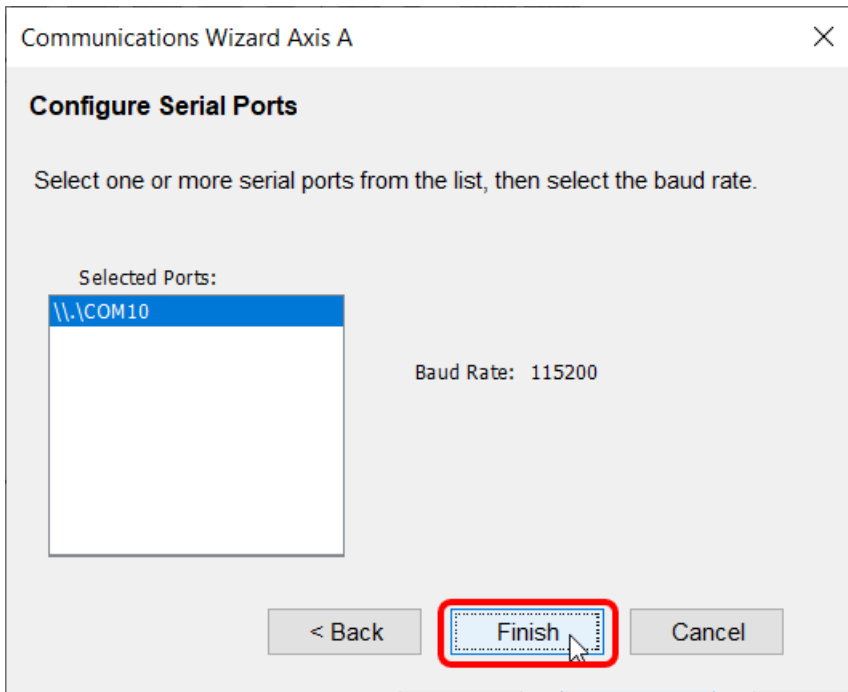 Communications Wizard Axis A
Configure Serial Ports
Select one or more serial ports from the list, then select the baud rate.
Selected Ports:
\\.\COM10
Baud Rate: 115200
< Back
Finish
Cancel